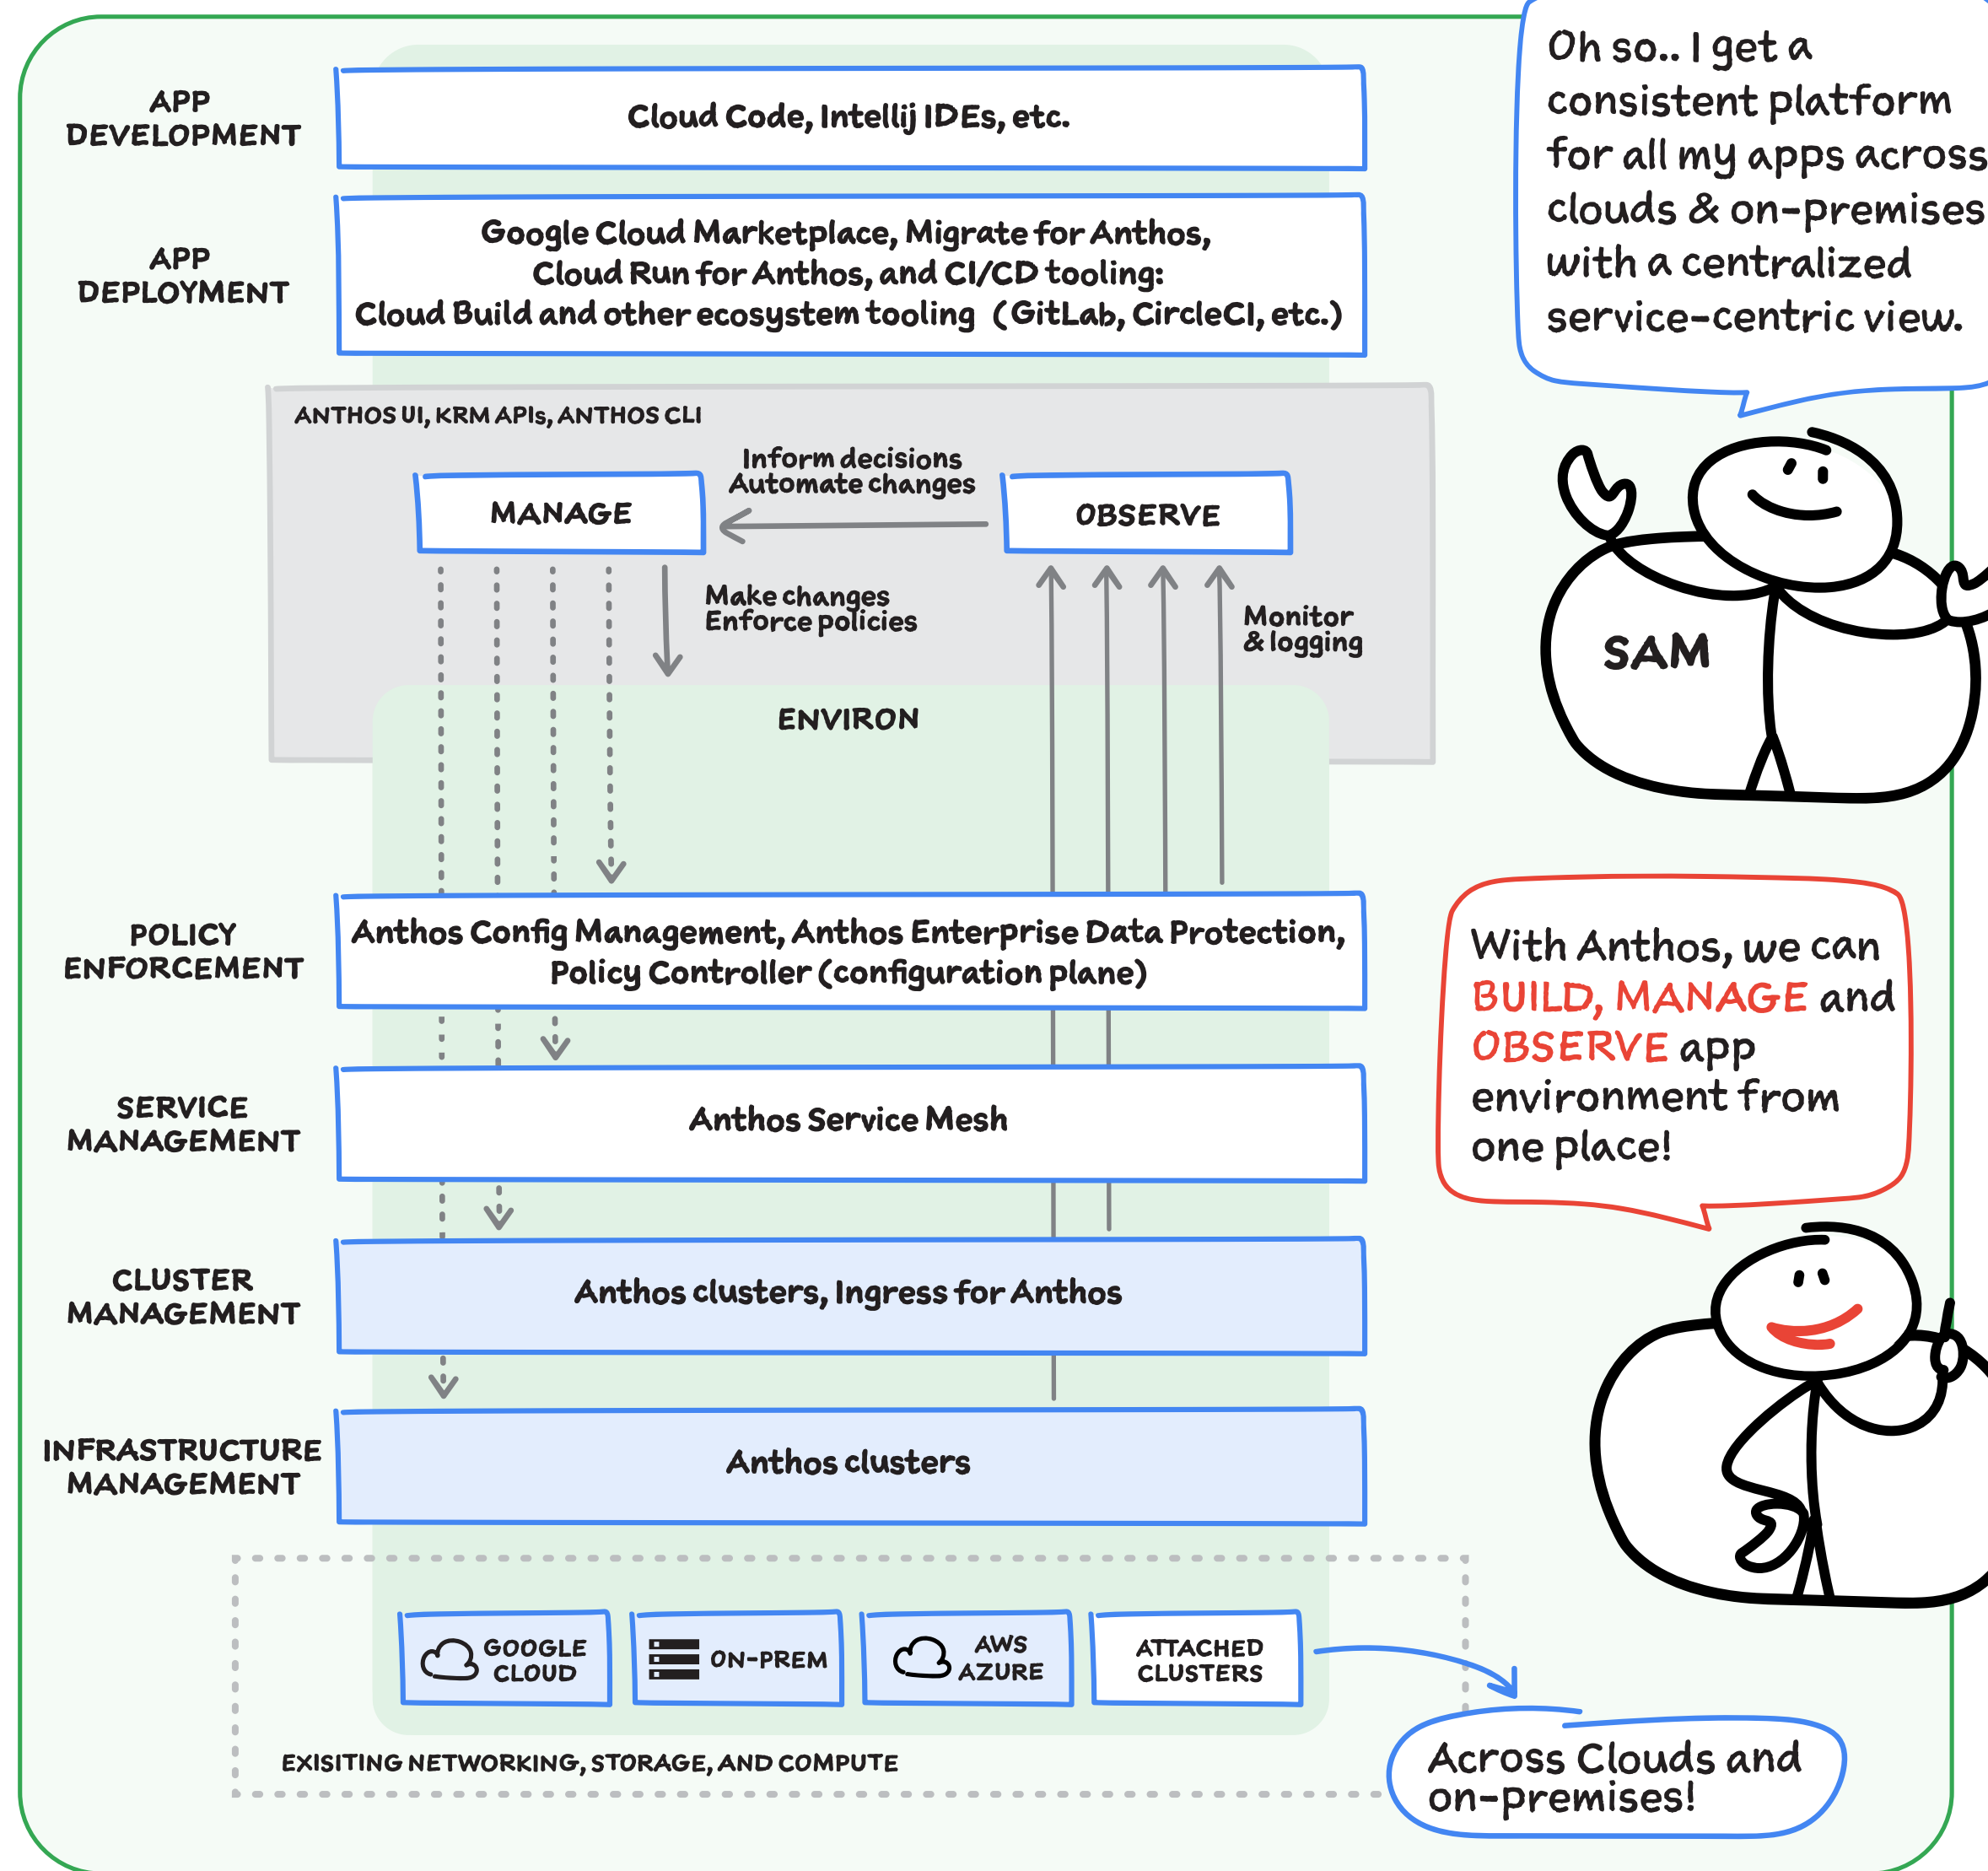 Oh so.. I get a
consistent platform
for all my apps across
clouds & on-premises
with a centralized
service-centric view.
APP
DEVELOPMENT
Cloud Code, Intellij IDEs, etc.
APP
DEPLOYMENT
Google Cloud Marketplace, Migrate for Anthos,
Cloud Run for Anthos, and CI/CD tooling:
Cloud Build and other ecosystem tooling (GitLab, CircleCI, etc.)
ANTHOS UI, KRM APIs, ANTHOS CLI
MANAGE
Inform decisions
Automate changes
OBSERVE
Make changes
Enforce policies
Monitor
& logging
SAM
ENVIRON
POLICY
ENFORCEMENT
Anthos Config Management, Anthos Enterprise Data Protection,
Policy Controller (configuration plane)
With Anthos, we can
BUILD, MANAGE and
OBSERVE app
environment from
one place!
SERVICE
MANAGEMENT
Anthos Service Mesh
CLUSTER
MANAGEMENT
Anthos clusters, Ingress for Anthos
INFRASTRUCTURE
MANAGEMENT
Anthos clusters
GOOGLE
CLOUD
ON-PREM
AWS
AZURE
ATTACHED
CLUSTERS
EXISITING NETWORKING, STORAGE, AND COMPUTE
Across Clouds and
on-premises!